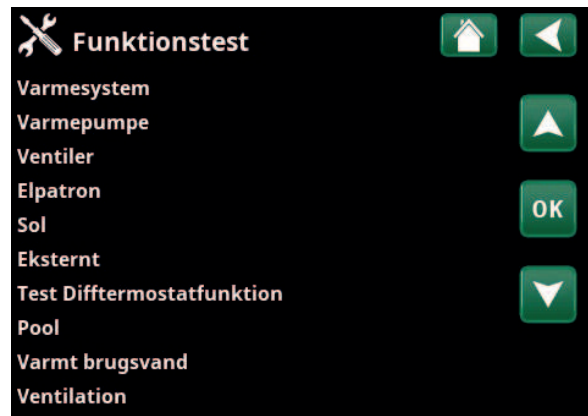 Funktionstest
Varmesystem
Varmepumpe
Ventiler
Elpatron
Sol
Eksternt
Test Difftermostatfunktion
Pool
Varmt brugsvand
Ventilation
OK